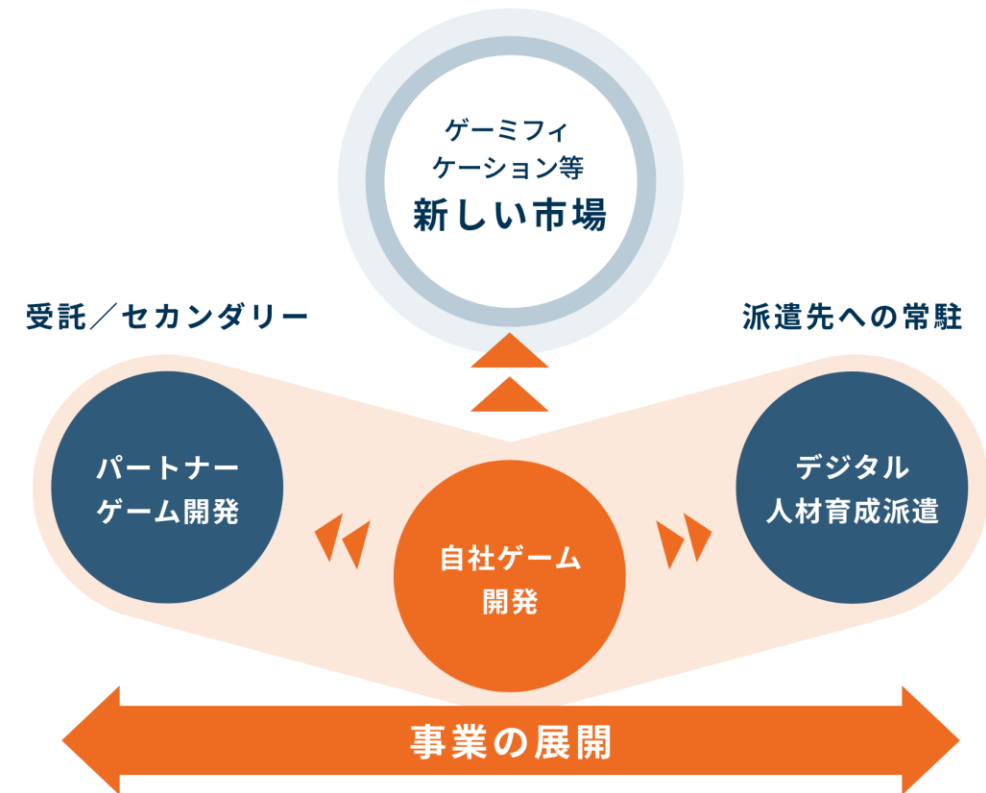 ゲーミフィ
ケーション等
新しい市場
受託／セカンダリー
派遣先への常駐
パートナー
ゲーム開発
デジタル
人材育成派遣
自社ゲーム
開発
事業の展開